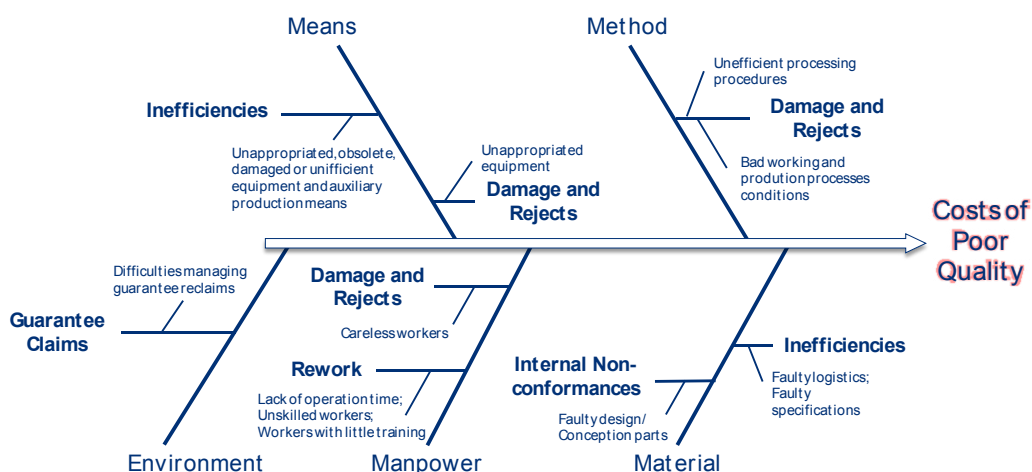 Means
Method
Inefficiencies
Unappropriated, obsolete,
damaged or unifficient
equipment and auxiliary
production means
Unappropriated
equipment
Damage and
Rejects
Unefficient processing
procedures
Damage and
Rejects
Bad working and
prodution processes
conditions
Costs of
Poor
Quality
Difficulties managing
guarantee reclaims
Guarantee
Claims
Damage and
Rejects
Careless workers
Rework
Lack of operation time;
Unskilled workers;
Workers with little training
Internal Non-
conformances
Faulty design/
Conception parts
Inefficiencies
Faulty logistics;
Faulty
specifications
Environment
Manpower
Material